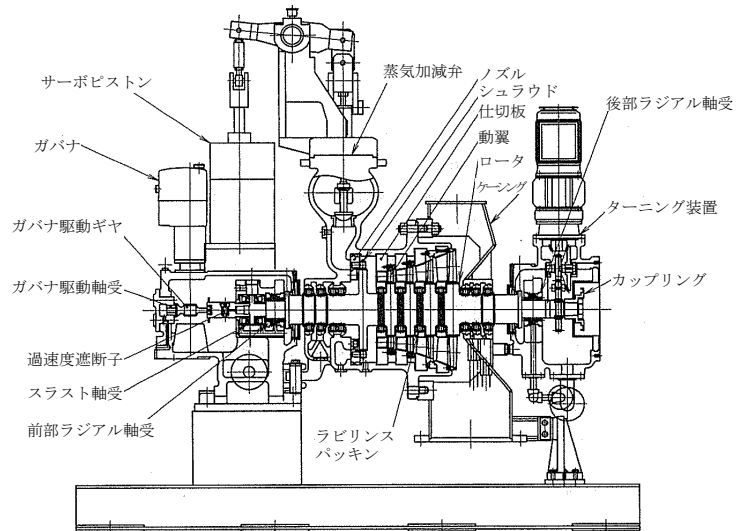 サーボピストン
ガバナ
ガバナ駆動ギヤ
ガバナ駆動軸受
過速度遮断子
スラスト軸受
前部ラジアル軸受
蒸気加減弁
ノズル
シュラウド
仕切板
動翼
ロータ
ケーシング
後部ラジアル軸受
ターニング装置
カップリング
ラビリンス
パッキン